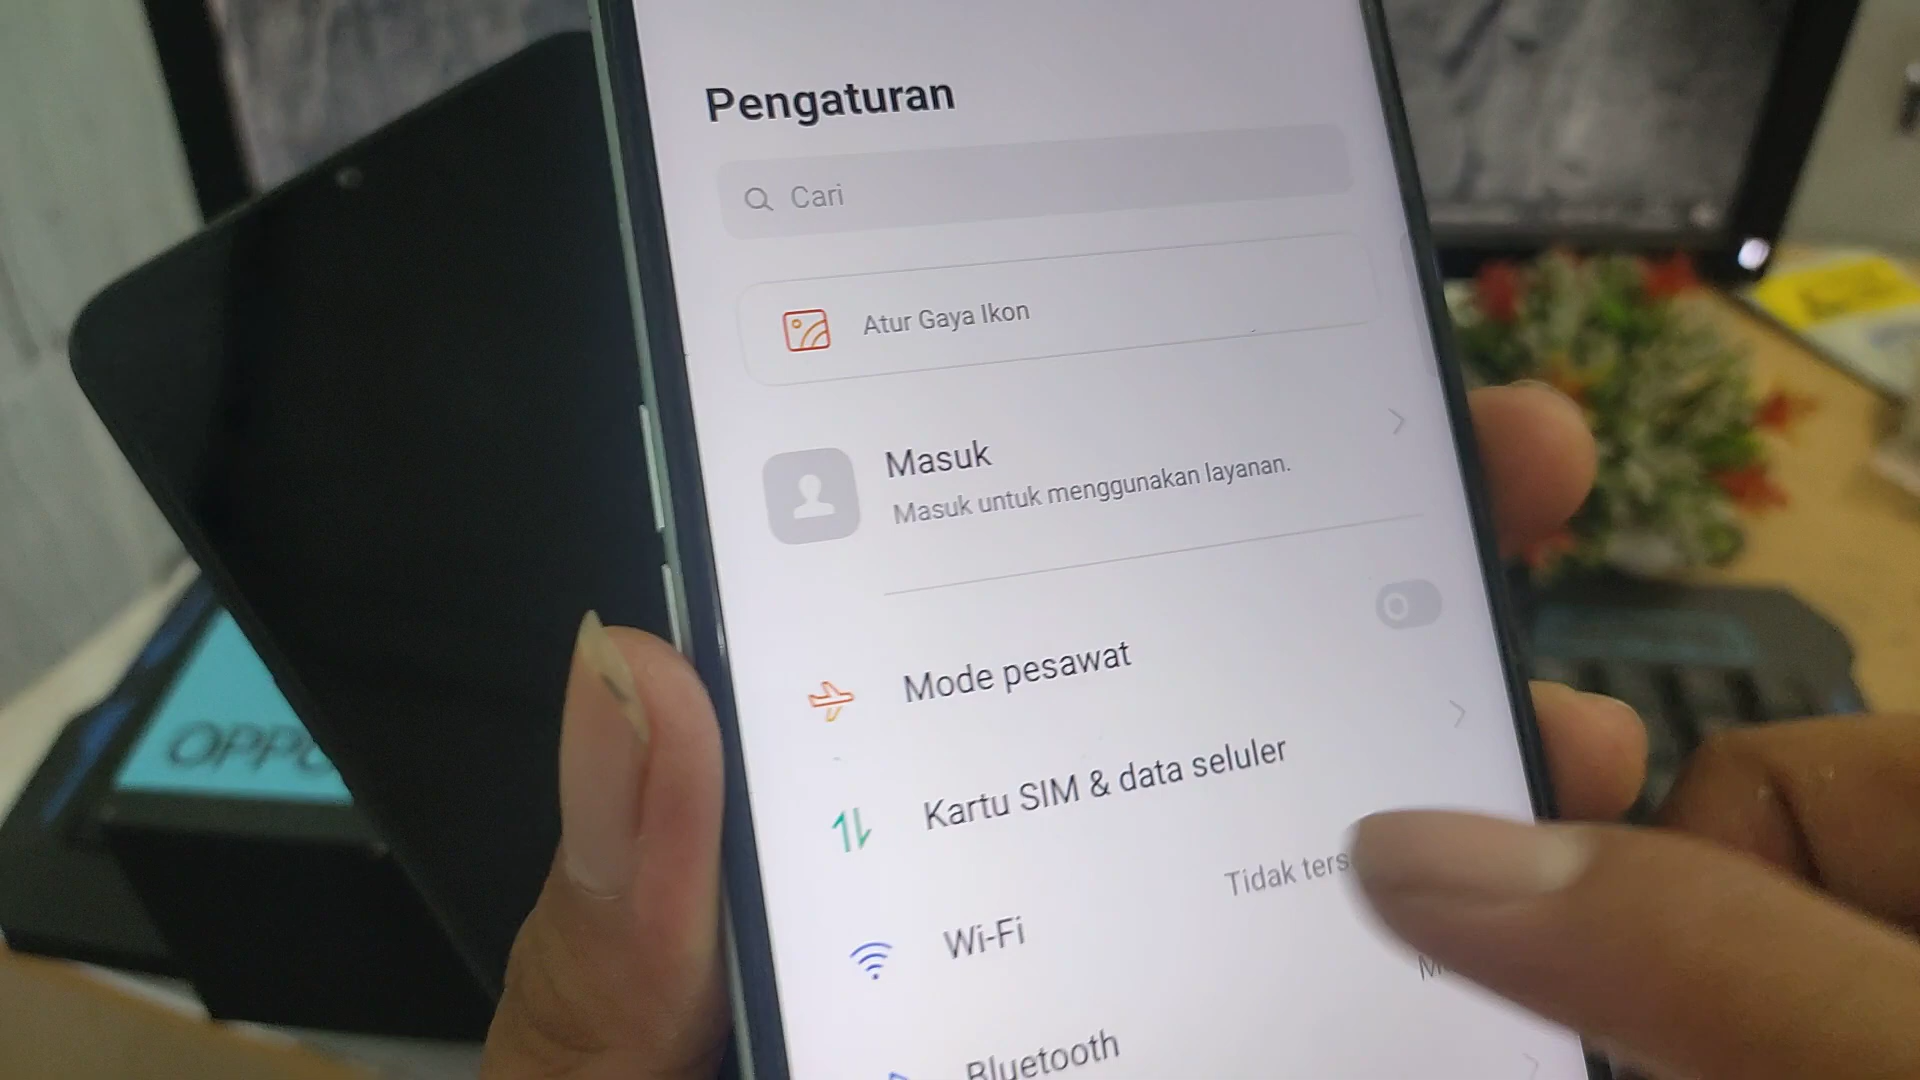 Pengaturan
Cari
Atur Gaya Ikon
Masuk
Masuk untuk menggunakan layanan.
Mode pesawat
Kartu SIM & data seluler
Tidak
Wi-Fi
Bluetooth
OPPO